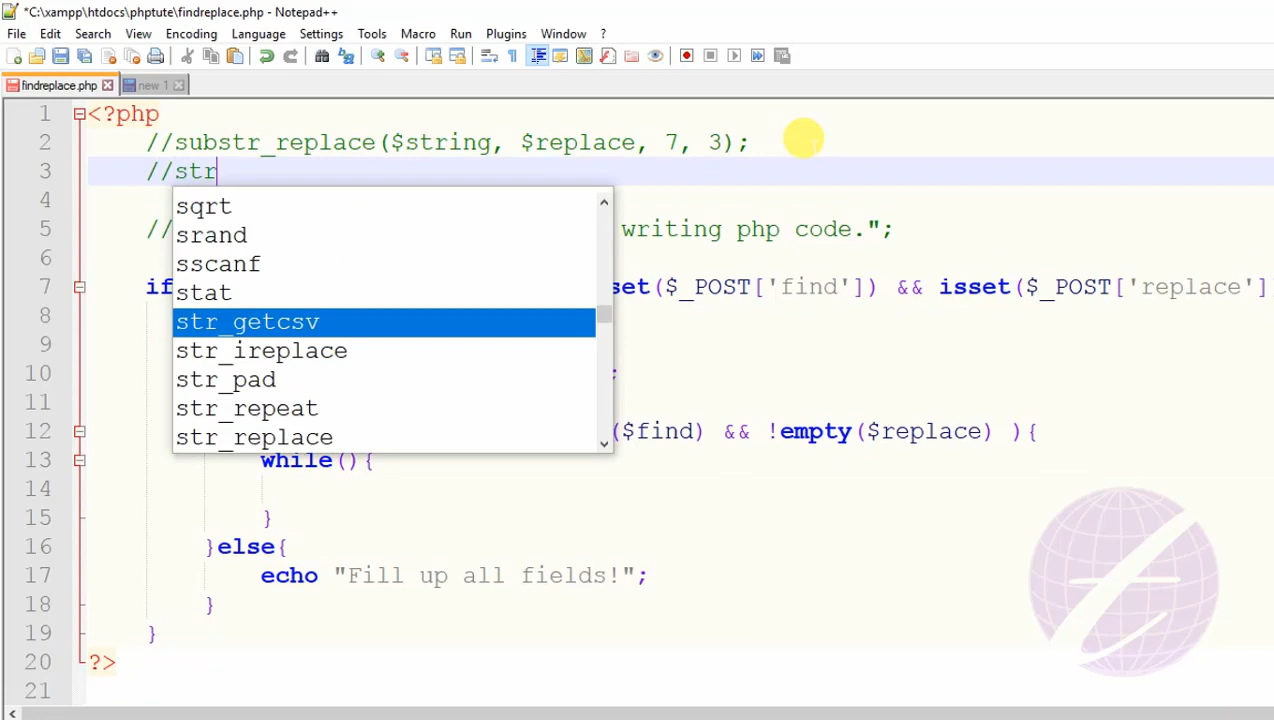 *C:\xampp\htdocs\phptute\findreplace.php - Notepad++
File Edit Search View Encoding Language Settings Tools Macro Run Plugins Window ?
findreplace.php new 1
1 <?php
2 //substr_replace($string, $replace, 7, 3);
3 //str
sqrt
4
srand
5 // writing php code.";
sscanf
6
stat
7 if set($_POST['find']) && isset($_POST['replace']
8
str_getcsv
9
str_ireplace
10 ;
str_pad
11
str_repeat
12 ($find) && !empty($replace) ){
str_replace
13 while(){
14
15 }
16 }else{
17 echo "Fill up all fields!";
18 }
19 }
20 ?>
21